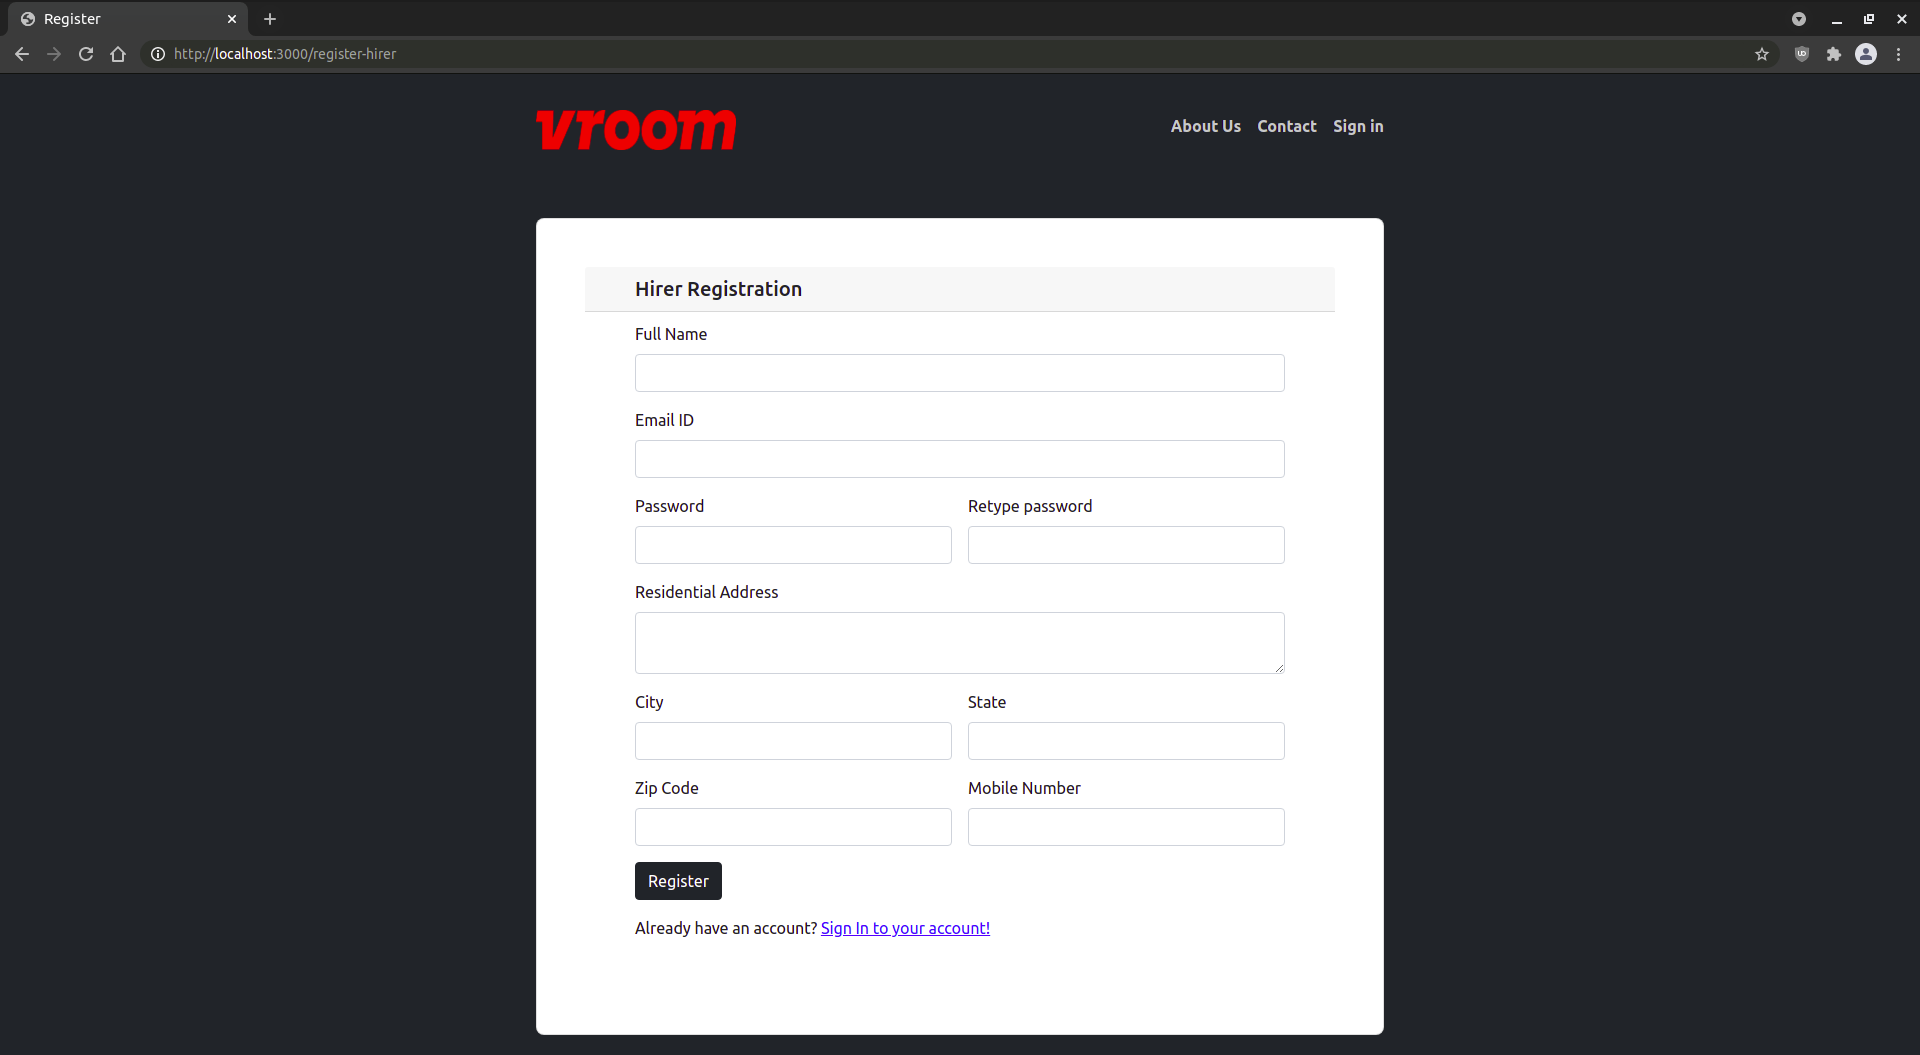 Register
http://localhost:3000/register-hirer
vroom
About Us Contact Sign in
Hirer Registration
Full Name
Email ID
Password Retype password
Residential Address
City State
Zip Code Mobile Number
Register
Already have an account? Sign In to your account!